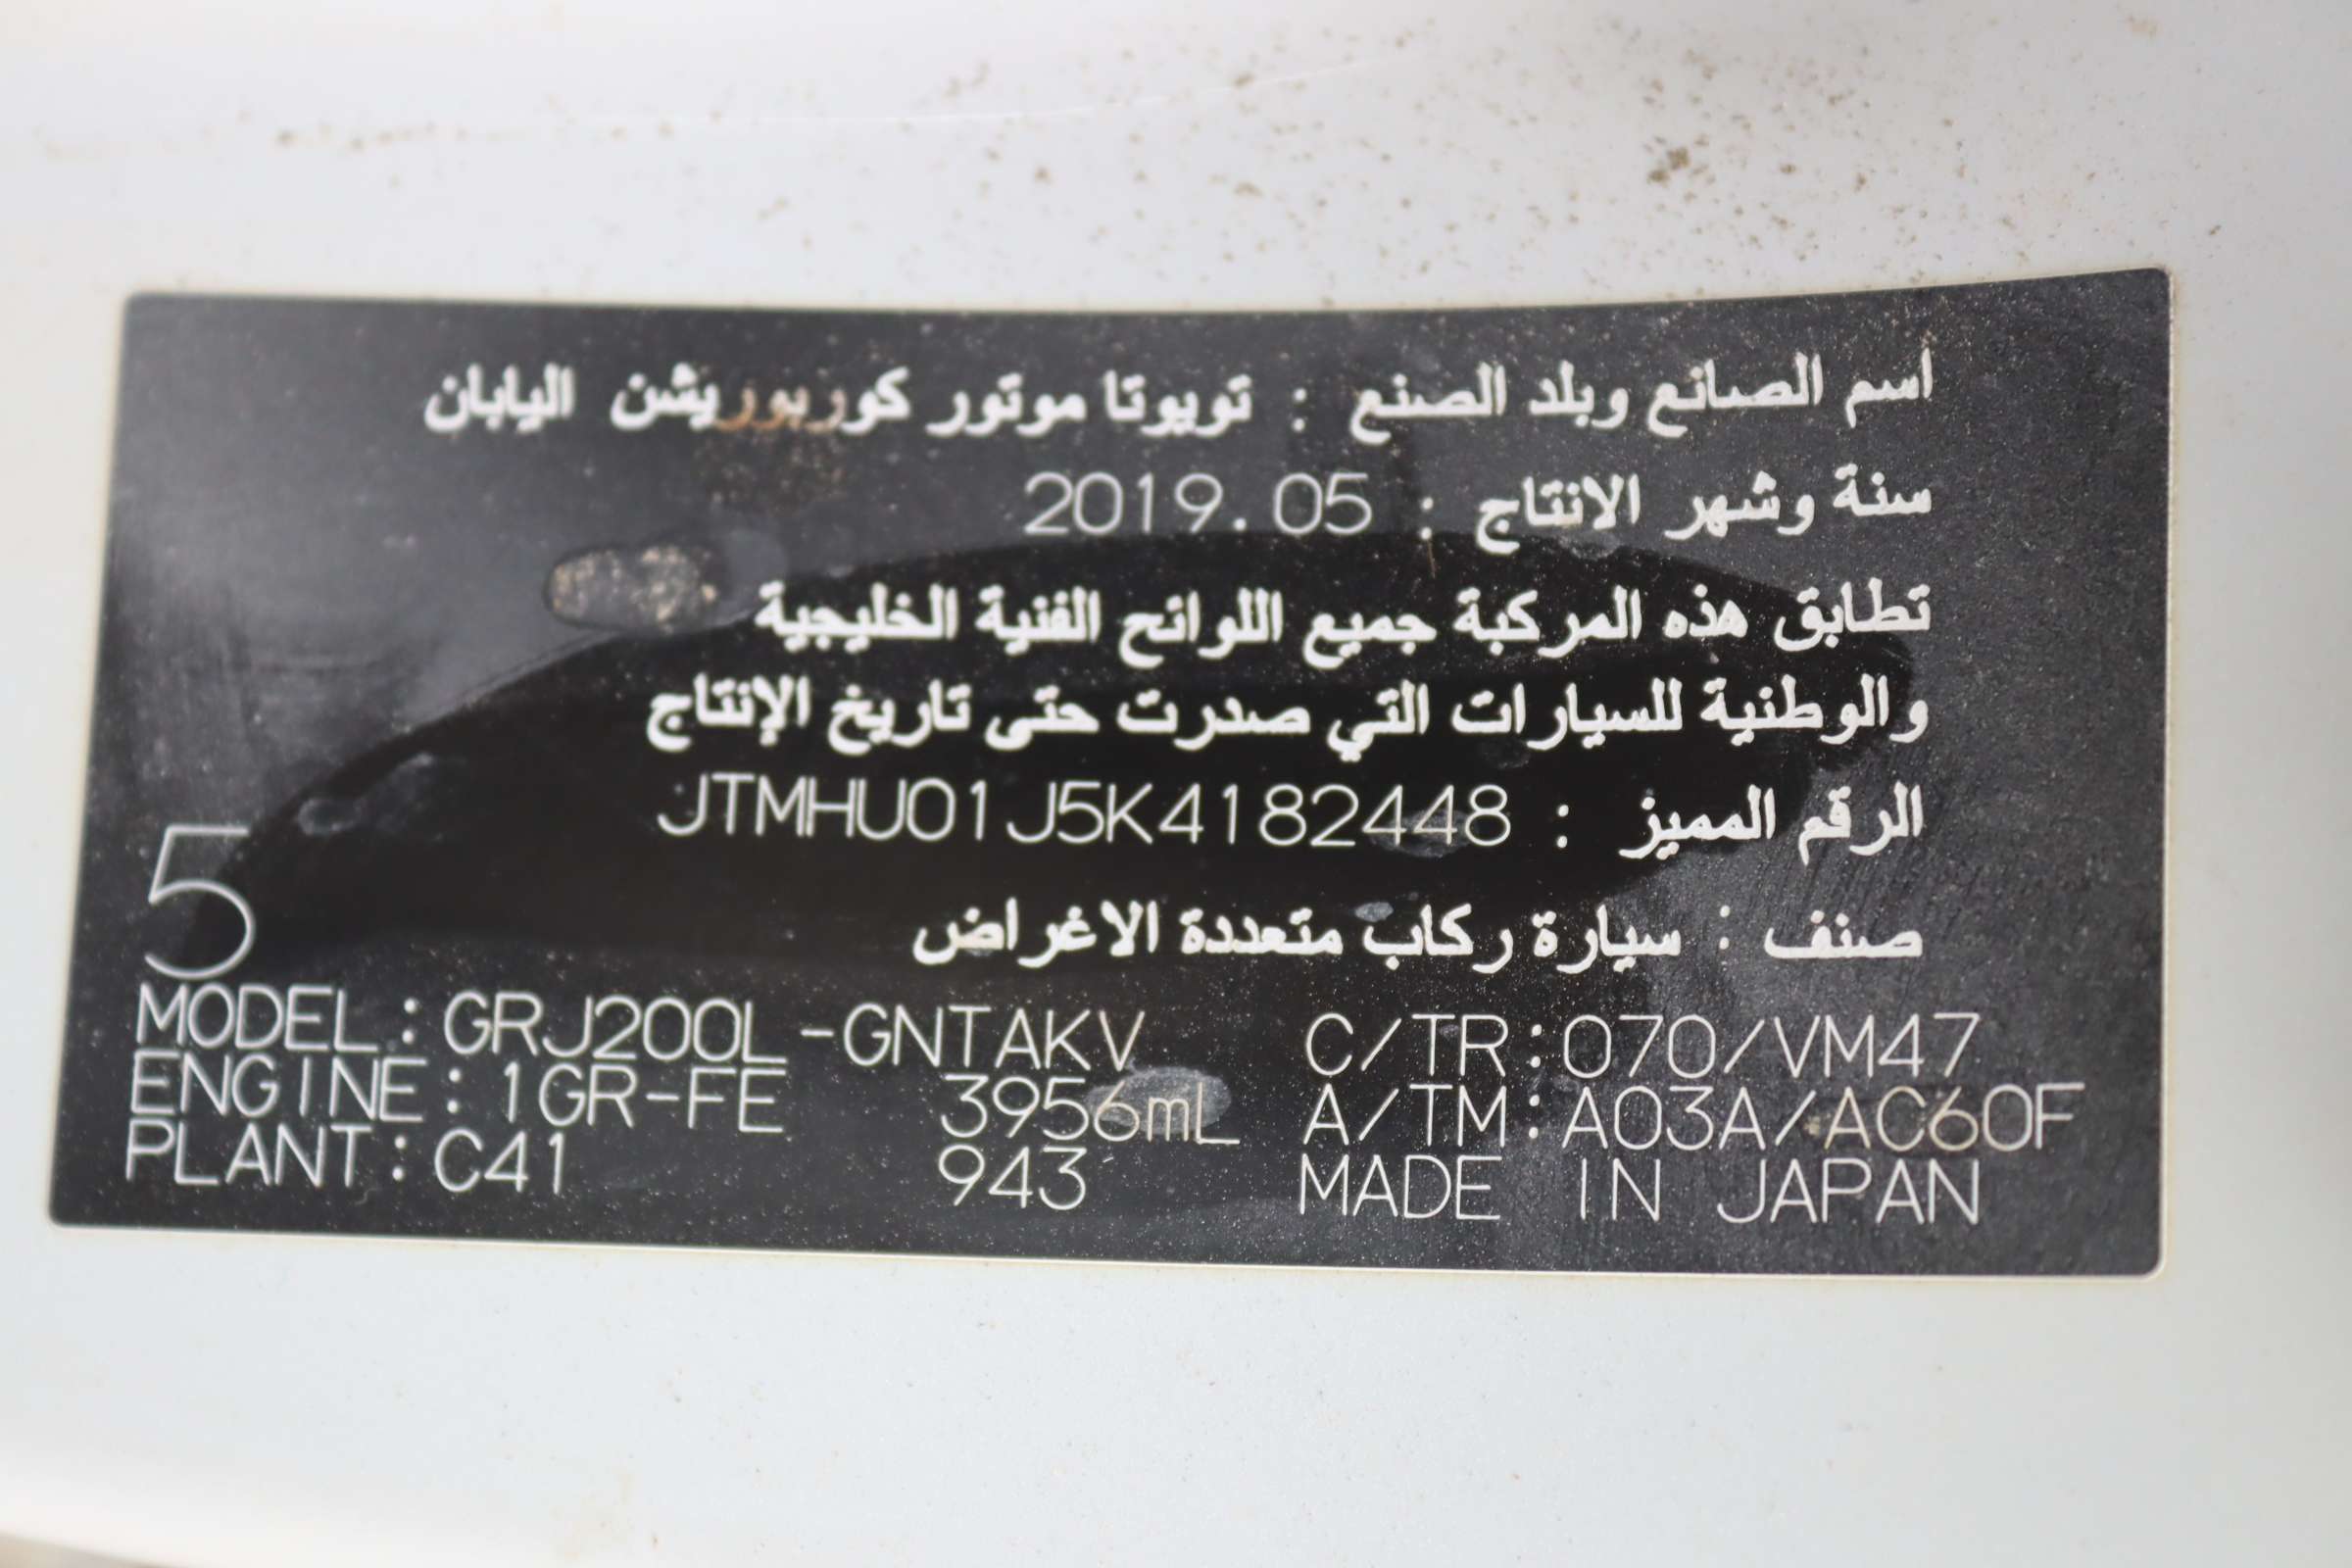 اسم الصانع وبلد الصنع : تويوتا موتور كوربوريشن اليابان
سنة وشهر الانتاج : 2019.05
تطابق هذه المركبة جميع اللوائح الفنية الخليجية
والوطنية للسيارات التي صدرت حتى تاريخ الإنتاج
الرقم المميز : JTMHU01J5K4182448
صنف : سيارة ركاب متعددة الاغراض
5
MODEL:GRJ200L-GNTAKV C/TR:070/VM47
ENGINE:1GR-FE 3956mL A/TM:A03A/AC60F
PLANT:C41 943 MADE IN JAPAN